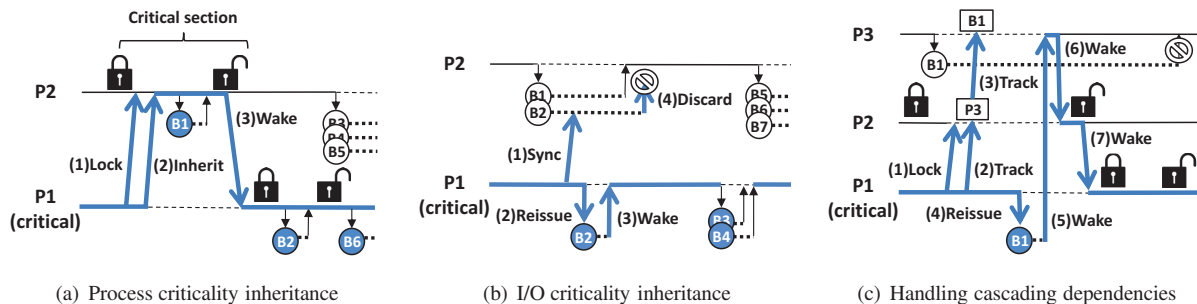 Critical section
P2
B1
(3)Wake
B3
B4
B5
(1)Lock
(2)Inherit
P1
(critical)
B2
B6
(a) Process criticality inheritance
P2
B1
B2
(4)Discard
B5
B6
B7
(1)Sync
P1
(critical)
(2)Reissue
(3)Wake
B2
B3
B4
(b) I/O criticality inheritance
B1
P3
B1
(6)Wake
(3)Track
P3
P2
(7)Wake
(1)Lock
(2)Track
P1
(critical)
(4)Reissue
(5)Wake
B1
(c) Handling cascading dependencies